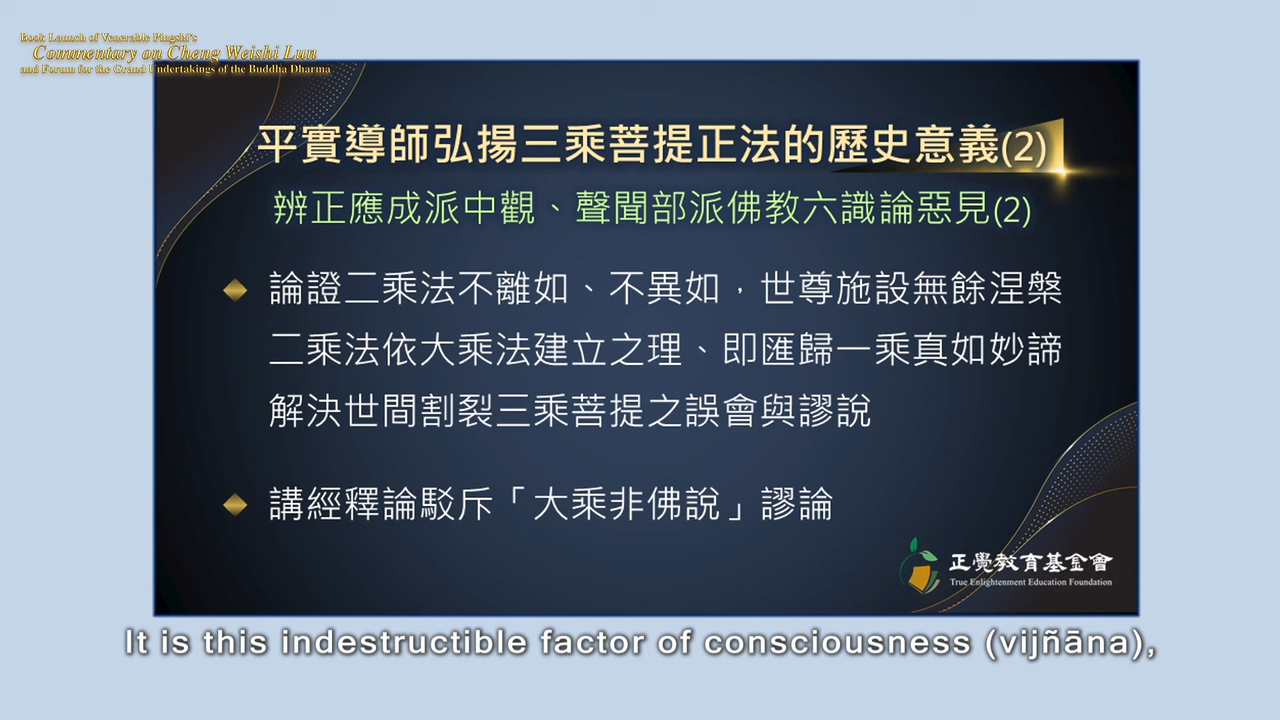 Book Launch of Venerable Pingshi's
Commentary on Cheng Weishi Lun
and Forum for the Grand Undertakings of the Buddha Dharma
平實導師弘揚三乘菩提正法的歷史意義(2)
辨正應成派中觀、聲聞部派佛教六識論惡見(2)
論證二乘法不離如、不異如，世尊施設無餘涅槃
二乘法依大乘法建立之理、即匯歸一乘真如妙諦
解決世間割裂三乘菩提之誤會與謬說
講經釋論駁斥「大乘非佛說」謬論
正覺教育基金會
True Enlightenment Education Foundation
It is this indestructible factor of consciousness (vijñāna),